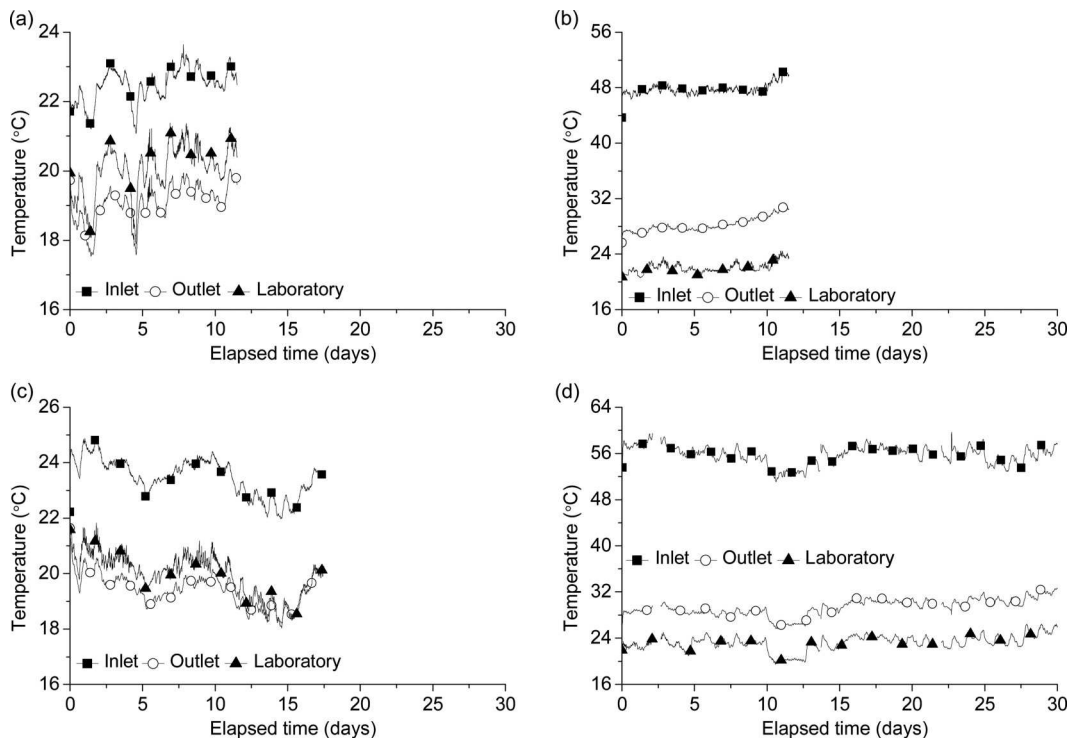 (a)
24
22
20
18
16
Temperature (°C)
Inlet Outlet Laboratory
0 5 10 15 20 25 30
Elapsed time (days)
(b)
56
48
40
32
24
16
Temperature (°C)
Inlet Outlet Laboratory
0 5 10 15 20 25 30
Elapsed time (days)
(c)
26
24
22
20
18
16
Temperature (°C)
Inlet Outlet Laboratory
0 5 10 15 20 25 30
Elapsed time (days)
(d)
64
56
48
40
32
24
16
Temperature (°C)
Inlet Outlet Laboratory
0 5 10 15 20 25 30
Elapsed time (days)